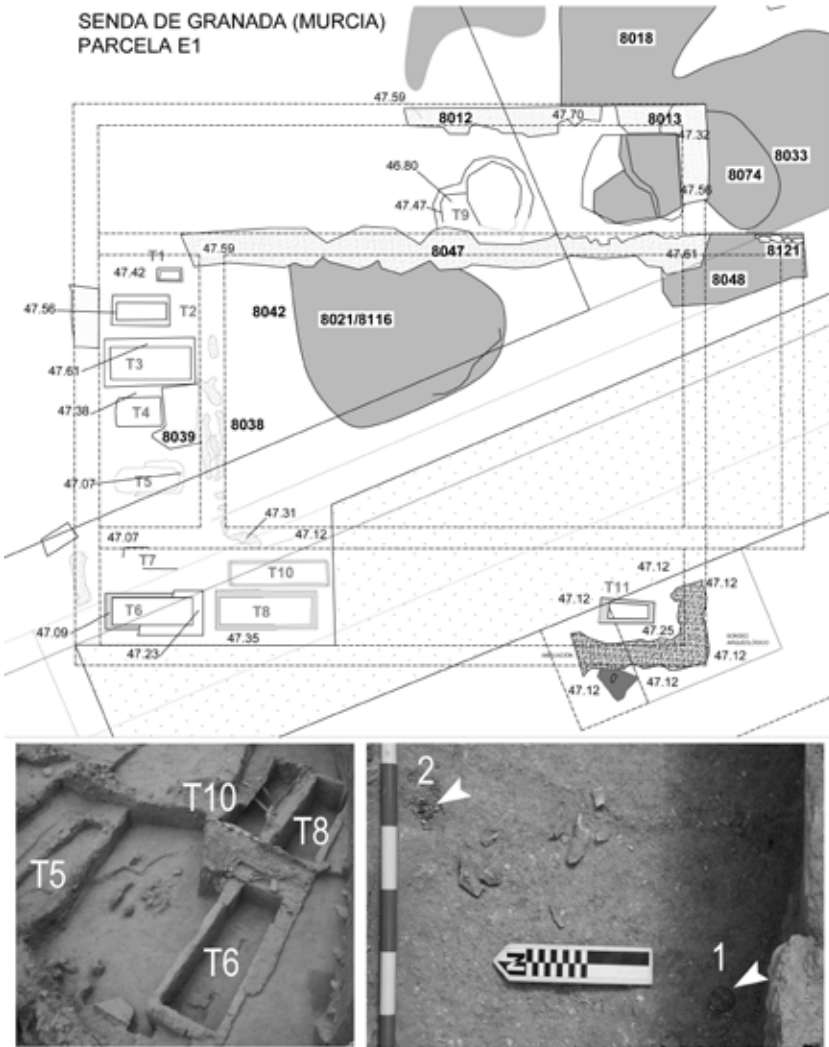 SENDA DE GRANADA (MURCIA)
PARCELA E1
8018
47.59
8012
47.70
8013
47.32
8033
46.80
8074
47.56
47.47
T9
T1
47.59
8047
47.61
8121
47.42
8048
47.56
T2
8042
8021/8116
T3
47.61
47.38
T4
8039
8038
47.07
T5
47.31
47.07
47.12
T7
47.12
T10
T11
47.12
47.12
T6
T8
47.25
SONDEO
ARQUEOLÓGICO
47.09
47.35
AMPLIACIÓN
47.23
47.12
47.12
47.12
T10
T8
T5
T6
2
N
1